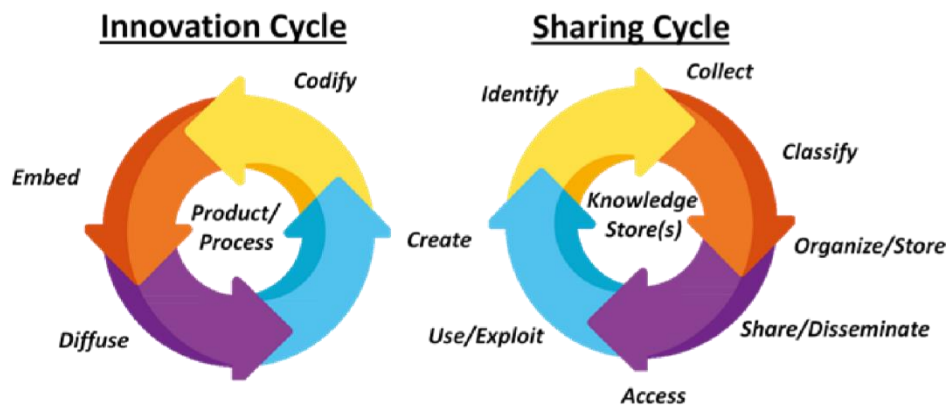 Innovation Cycle
Codify
Embed
Product/
Process
Create
Diffuse
Sharing Cycle
Collect
Identify
Classify
Knowledge
Store(s)
Organize/Store
Use/Exploit
Share/Disseminate
Access